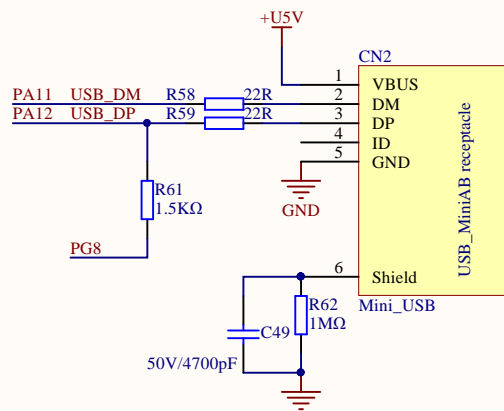 +U5V
CN2
PA11 USB_DM R58 22R
PA12 USB_DP R59 22R
1 VBUS
2 DM
3 DP
4 ID
5 GND
USB_MiniAB receptacle
R61
1.5KΩ
GND
PG8
6 Shield
Mini_USB
R62
1MΩ
C49
50V/4700pF